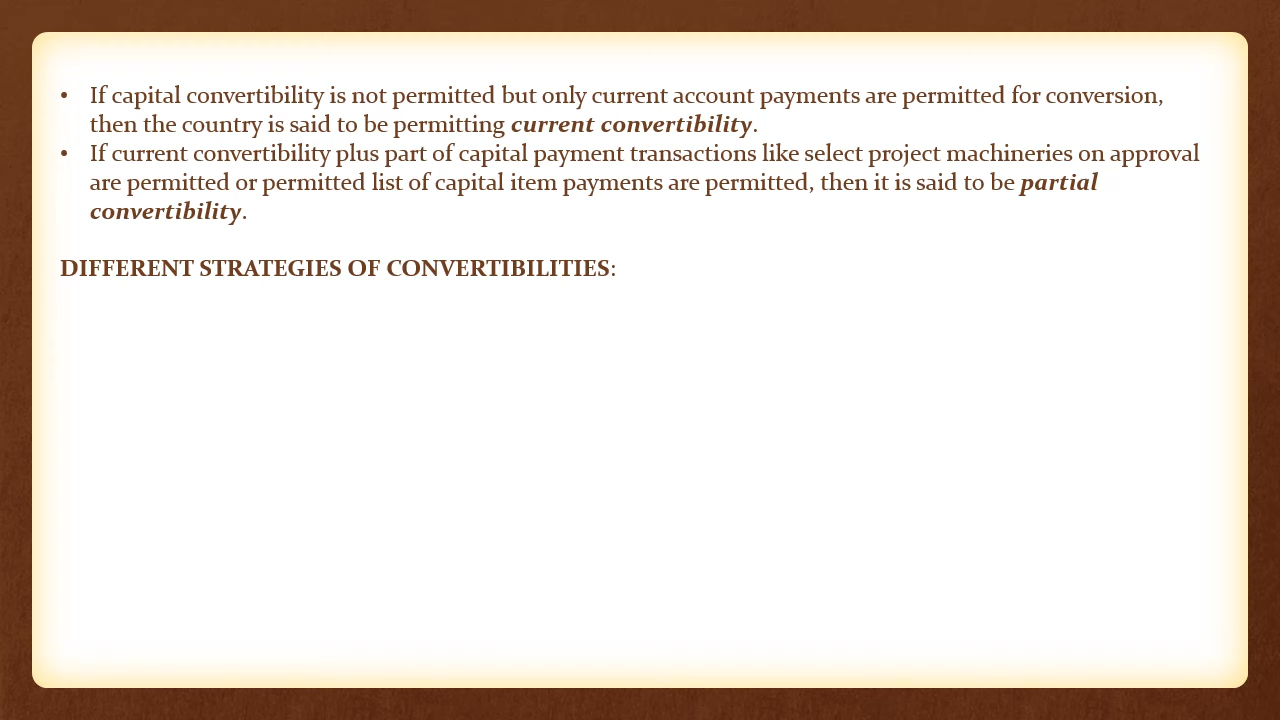 • If capital convertibility is not permitted but only current account payments are permitted for conversion,
then the country is said to be permitting current convertibility.
• If current convertibility plus part of capital payment transactions like select project machineries on approval
are permitted or permitted list of capital item payments are permitted, then it is said to be partial
convertibility.
DIFFERENT STRATEGIES OF CONVERTIBILITIES: